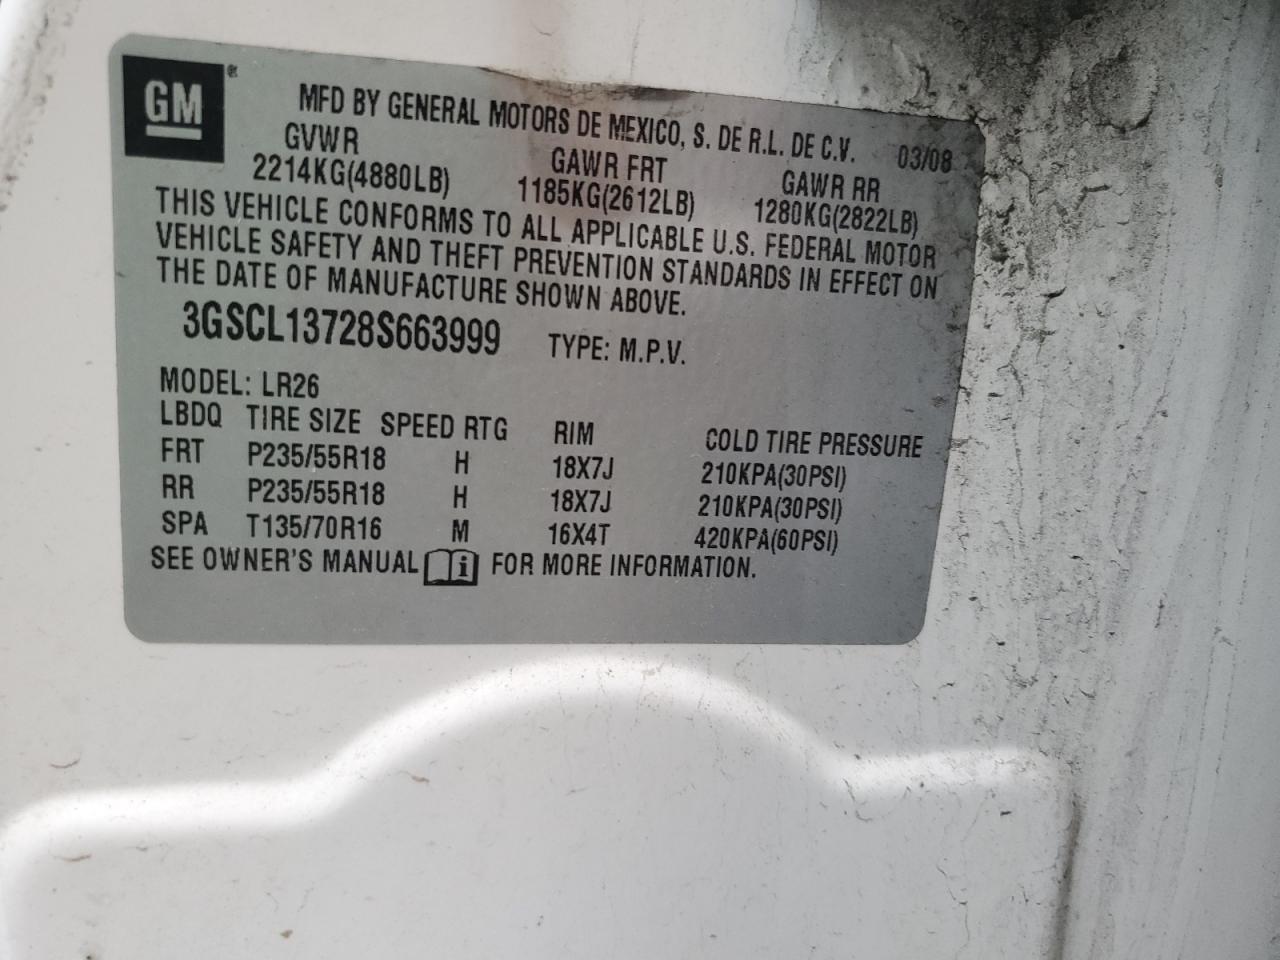 GM®
MFD BY GENERAL MOTORS DE MEXICO, S. DE R.L. DE C.V. 03/08
GVWR GAWR FRT GAWR RR
2214KG(4880LB) 1185KG(2612LB) 1280KG(2822LB)
THIS VEHICLE CONFORMS TO ALL APPLICABLE U.S. FEDERAL MOTOR
VEHICLE SAFETY AND THEFT PREVENTION STANDARDS IN EFFECT ON
THE DATE OF MANUFACTURE SHOWN ABOVE.
3GSCL13728S663999 TYPE: M.P.V.
MODEL: LR26
LBDQ TIRE SIZE SPEED RTG RIM COLD TIRE PRESSURE
FRT P235/55R18 H 18X7J 210KPA(30PSI)
RR P235/55R18 H 18X7J 210KPA(30PSI)
SPA T135/70R16 M 16X4T 420KPA(60PSI)
SEE OWNER'S MANUAL i FOR MORE INFORMATION.